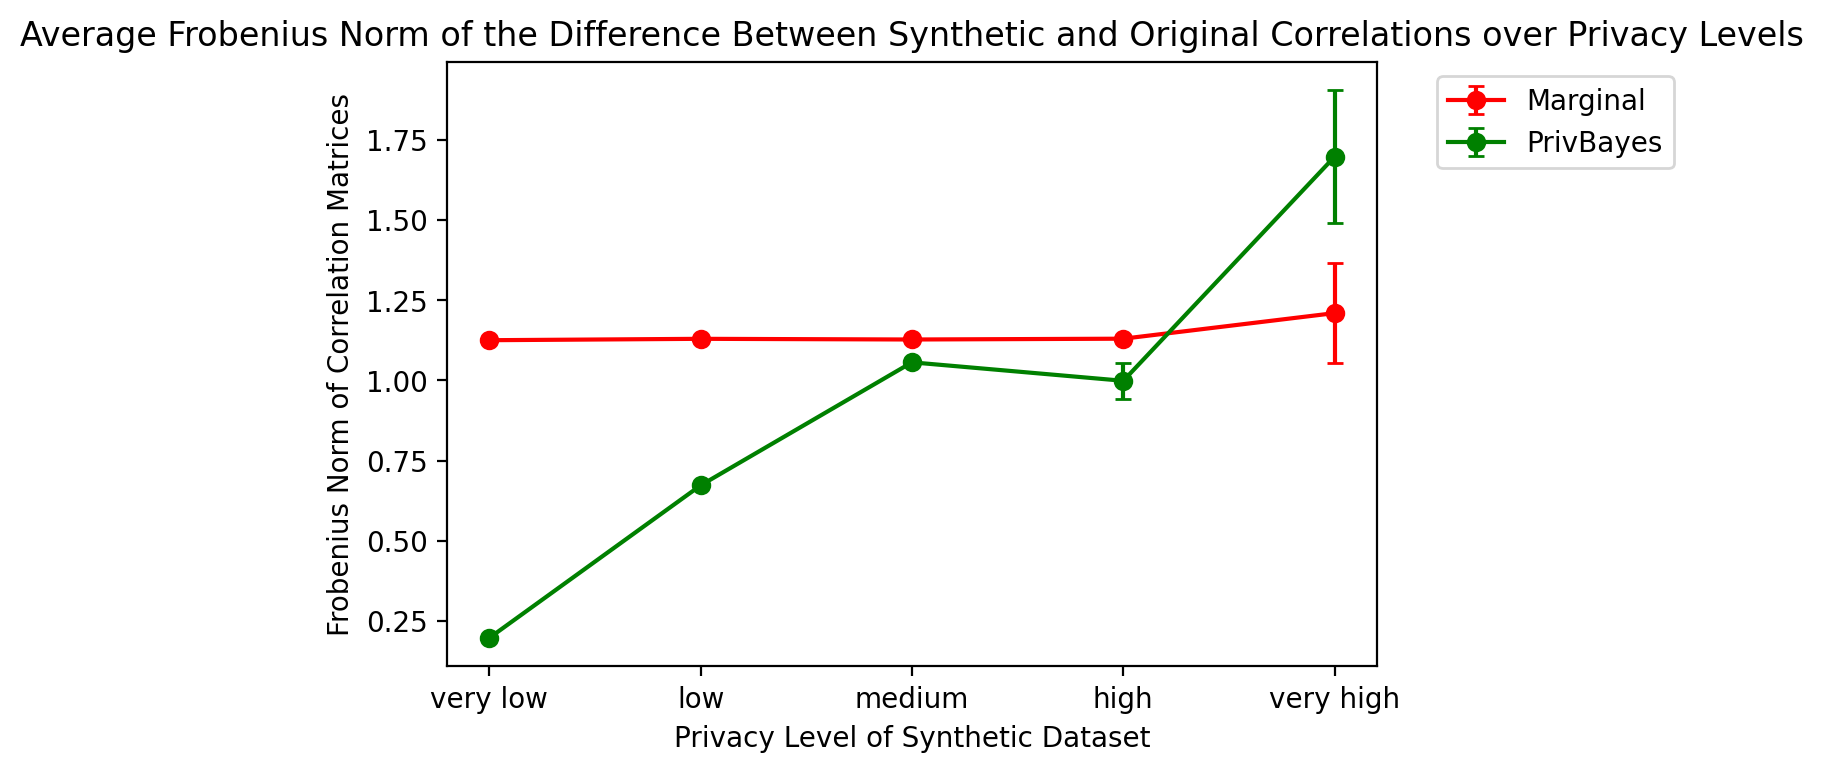 Average Frobenius Norm of the Difference Between Synthetic and Original Correlations over Privacy Levels
Frobenius Norm of Correlation Matrices
1.75
1.50
1.25
1.00
0.75
0.50
0.25
very low low medium high very high
Privacy Level of Synthetic Dataset
Marginal
PrivBayes